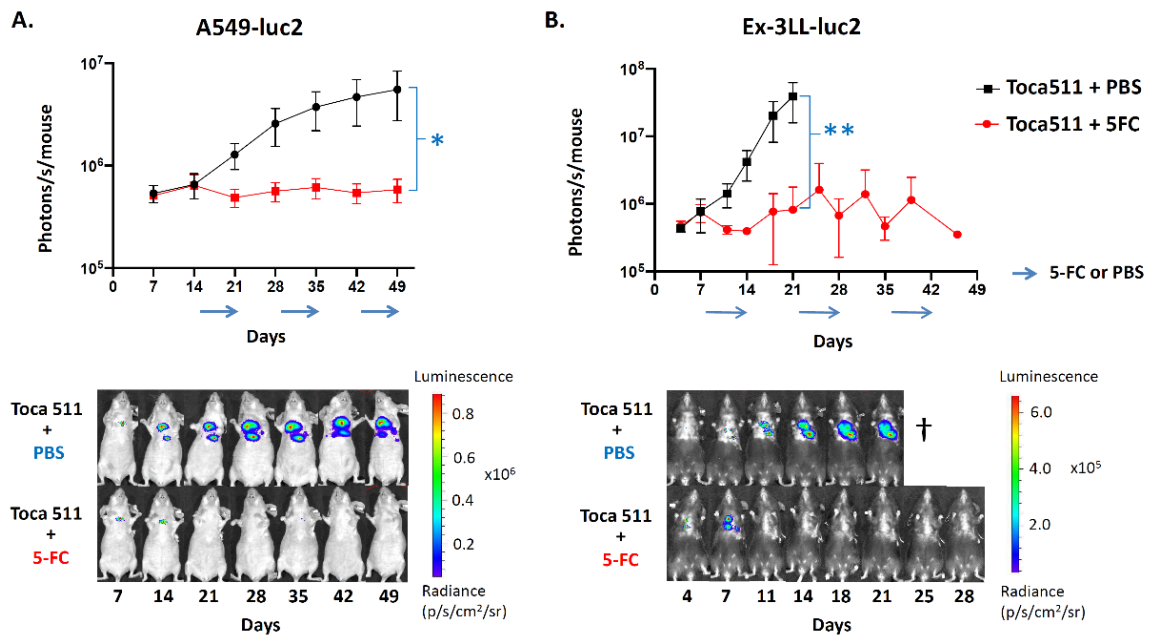 A.
A549-luc2
10⁷
10⁶
10⁵
Photons/s/mouse
0 7 14 21 28 35 42 49
Days
*
B.
Ex-3LL-luc2
10⁸
10⁷
10⁶
10⁵
Photons/s/mouse
0 7 14 21 28 35 42 49
Days
**
Toca511 + PBS
Toca511 + 5FC
5-FC or PBS
Toca 511
+
PBS
Toca 511
+
5-FC
7 14 21 28 35 42 49
Days
Luminescence
0.8
0.6
x10⁶
0.4
0.2
Radiance
(p/s/cm²/sr)
Toca 511
+
PBS
†
Toca 511
+
5-FC
4 7 11 14 18 21 25 28
Days
Luminescence
6.0
4.0 x10⁵
2.0
Radiance
(p/s/cm²/sr)